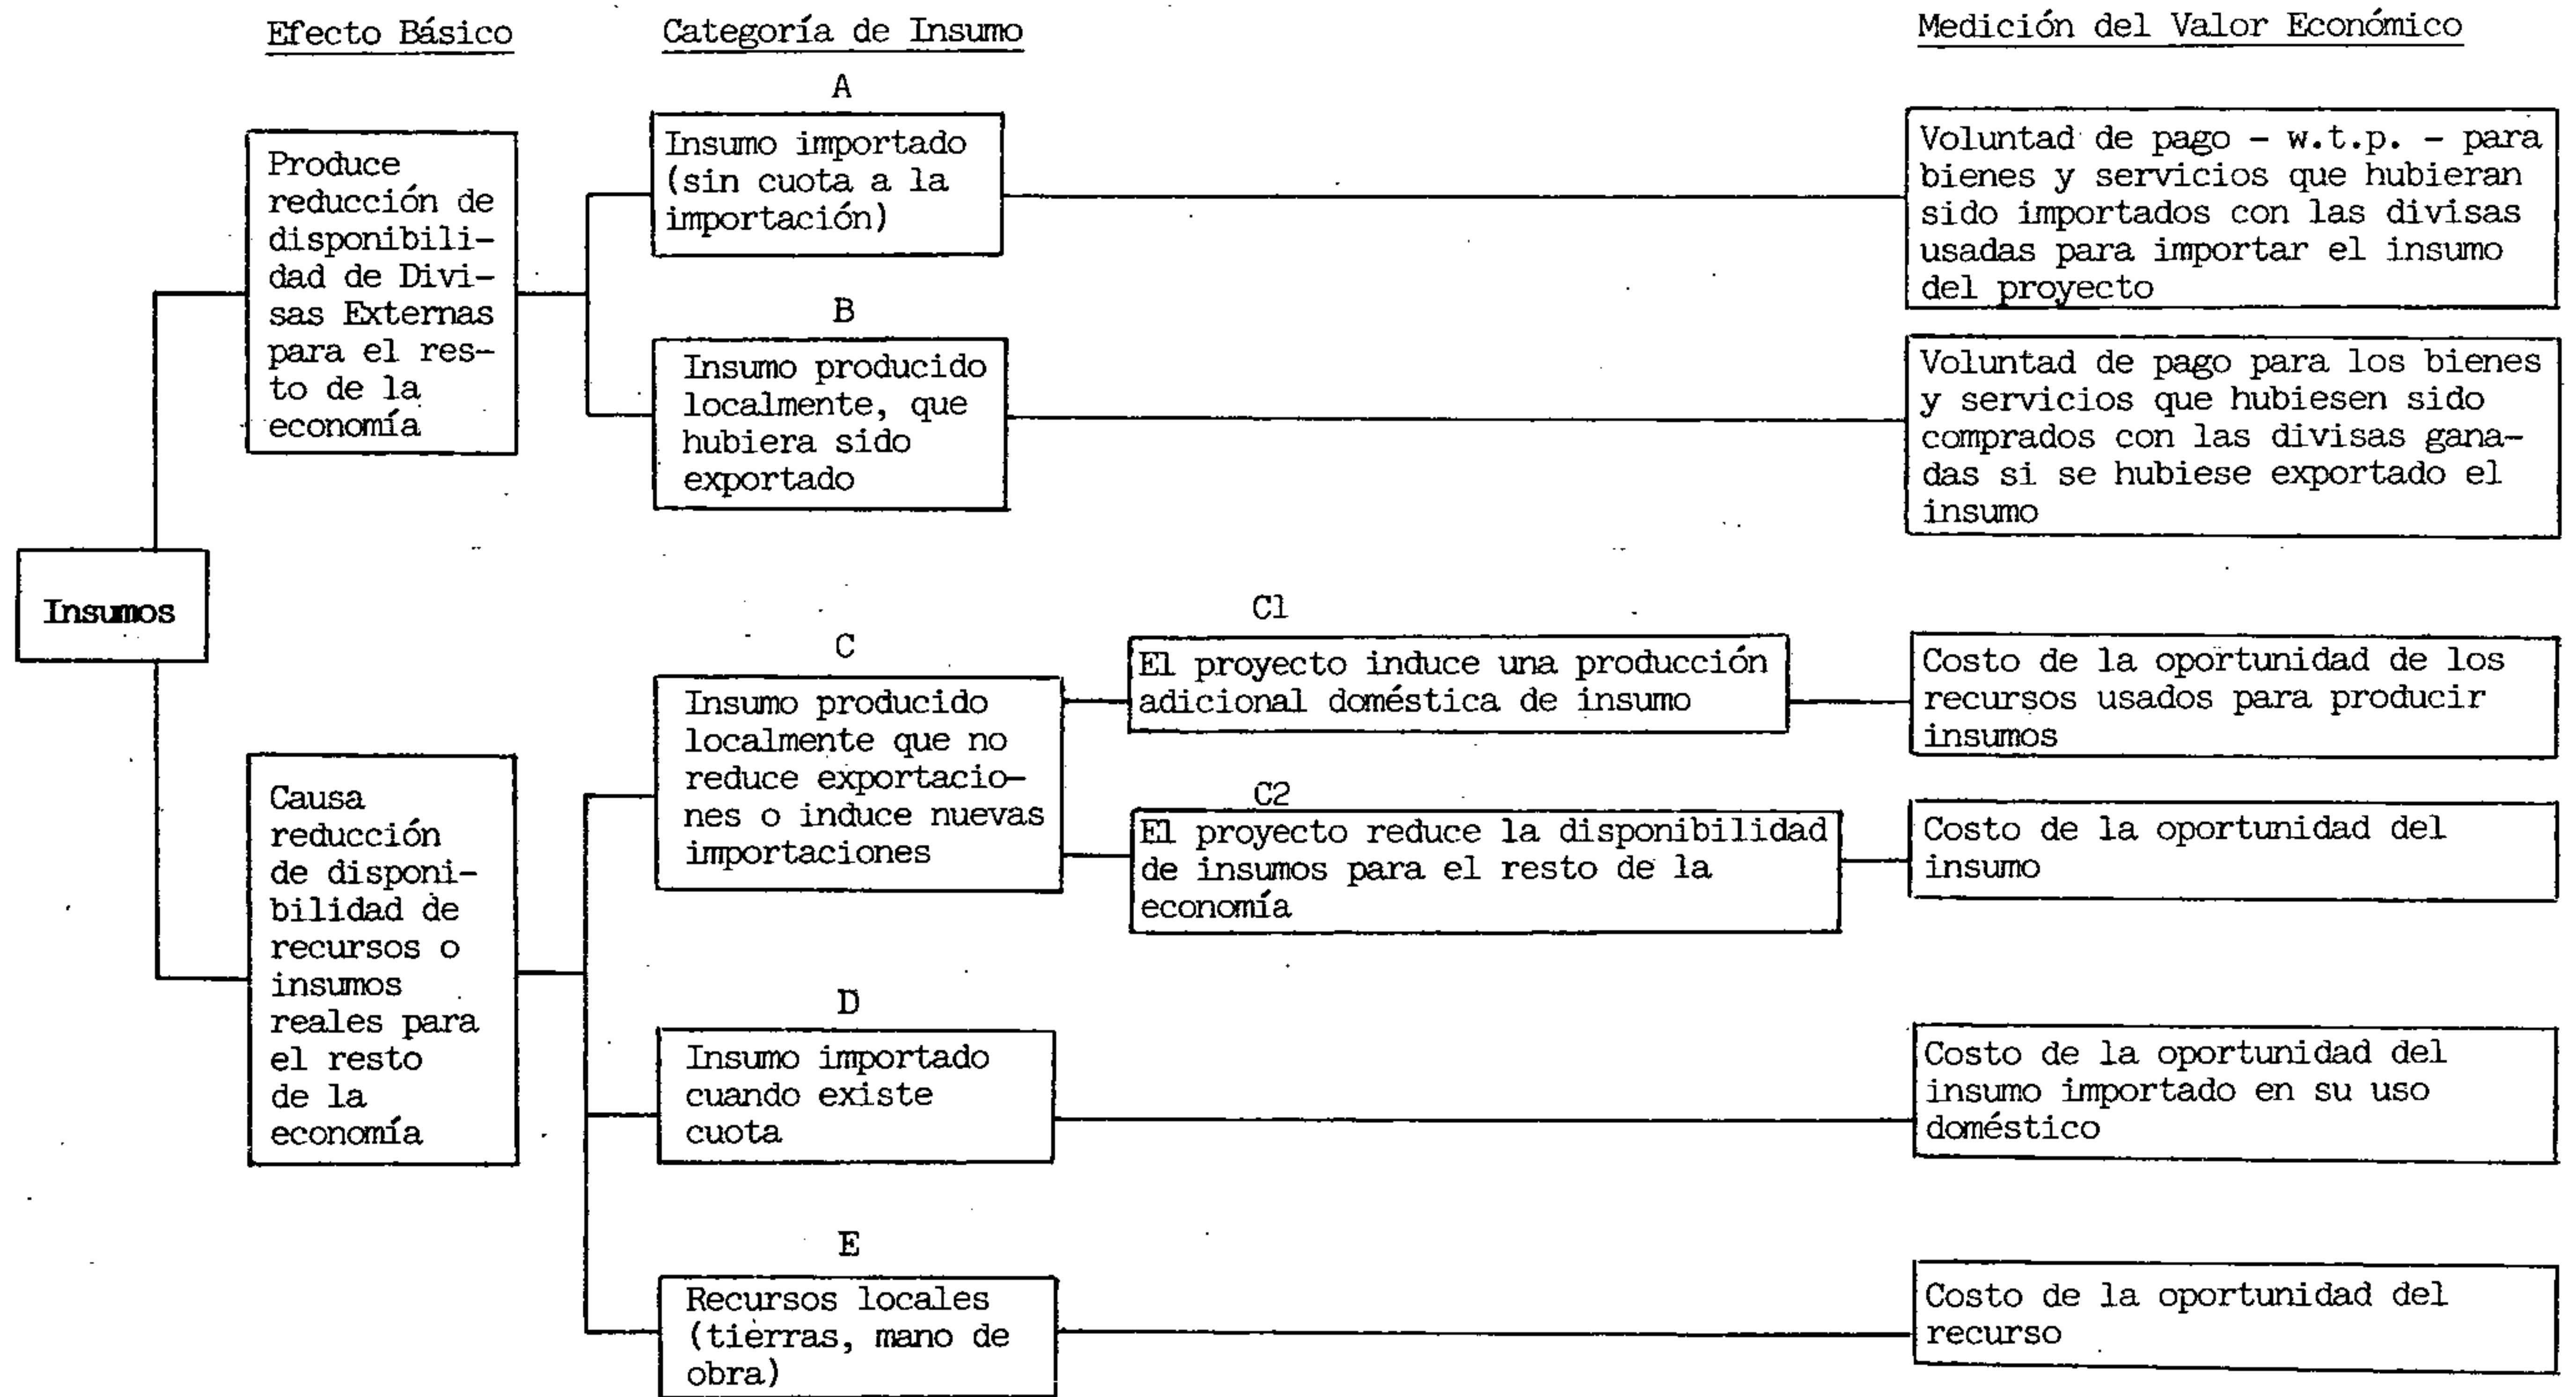 Efecto Básico
Categoría de Insumo
Medición del Valor Económico
Insumos
Produce
reducción de
disponibili-
dad de Divi-
sas Externas
para el res-
to de la
economía
A
Insumo importado
(sin cuota a la
importación)
Voluntad de pago - w.t.p. - para
bienes y servicios que hubieran
sido importados con las divisas
usadas para importar el insumo
del proyecto
B
Insumo producido
localmente, que
hubiera sido
exportado
Voluntad de pago para los bienes
y servicios que hubiesen sido
comprados con las divisas gana-
das si se hubiese exportado el
insumo
Causa
reducción
de disponi-
bilidad de
recursos o
insumos
reales para
el resto
de la
economía
C
Insumo producido
localmente que no
reduce exportacio-
nes o induce nuevas
importaciones
C1
El proyecto induce una producción
adicional doméstica de insumo
Costo de la oportunidad de los
recursos usados para producir
insumos
C2
El proyecto reduce la disponibilidad
de insumos para el resto de la
economía
Costo de la oportunidad del
insumo
D
Insumo importado
cuando existe
cuota
Costo de la oportunidad del
insumo importado en su uso
doméstico
E
Recursos locales
(tierras, mano de
obra)
Costo de la oportunidad del
recurso